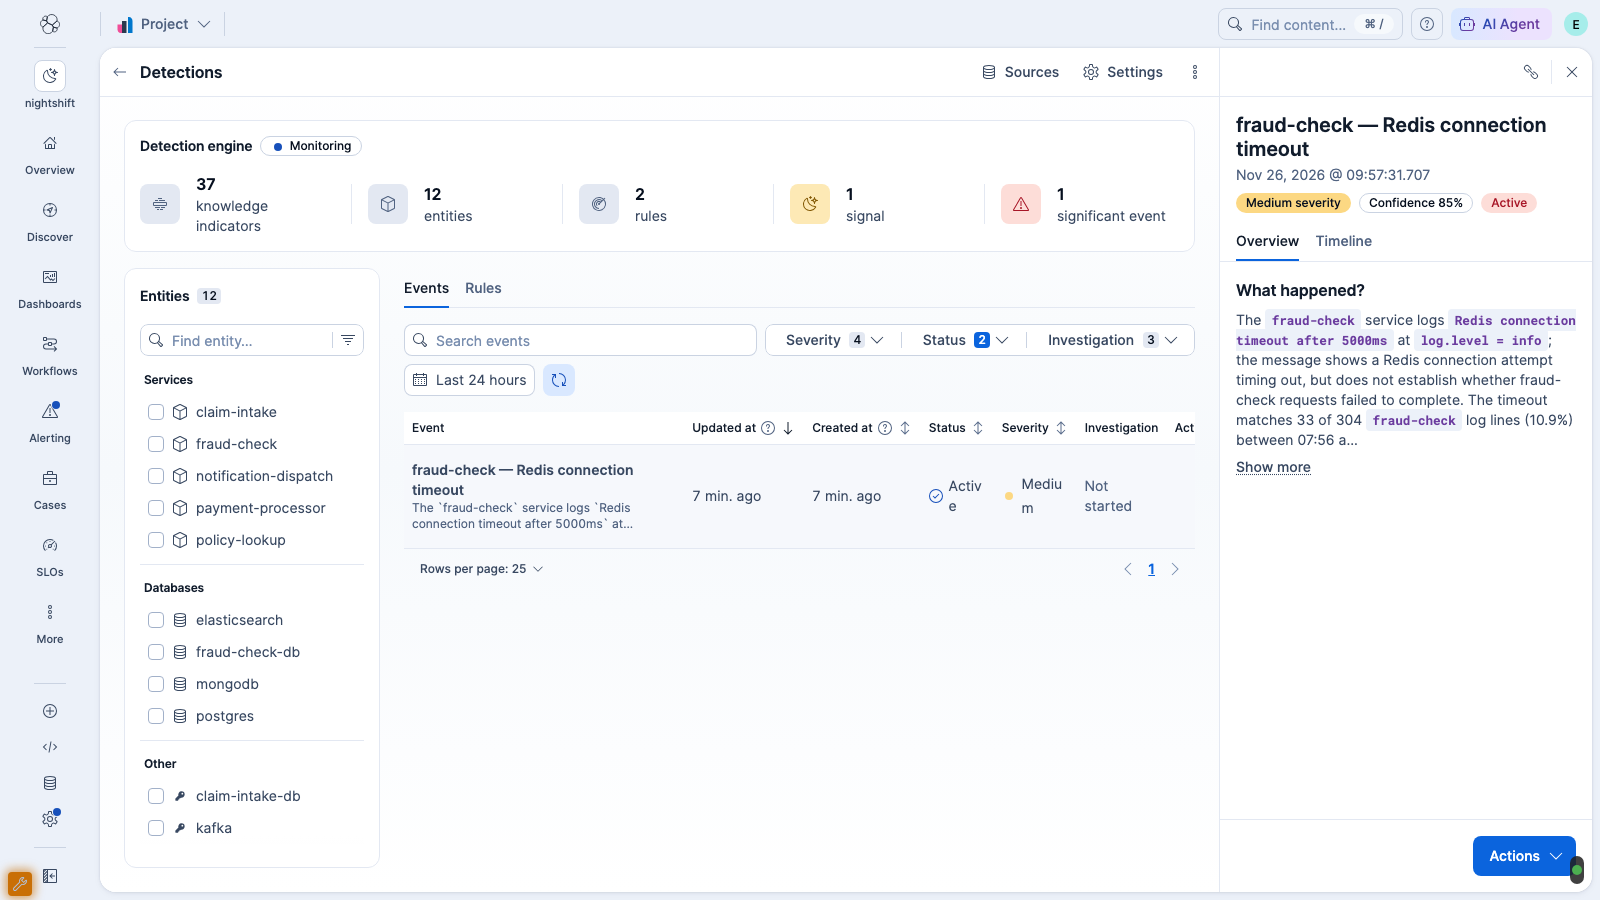 Project
Find content...
⌘ /
AI Agent
E
nightshift
Overview
Discover
Dashboards
Workflows
Alerting
Cases
SLOs
More
Detections
Sources
Settings
Detection engine
Monitoring
37
knowledge
indicators
12
entities
2
rules
1
signal
1
significant event
Entities 12
Find entity...
Services
claim-intake
fraud-check
notification-dispatch
payment-processor
policy-lookup
Databases
elasticsearch
fraud-check-db
mongodb
postgres
Other
claim-intake-db
kafka
Events
Rules
Search events
Severity 4
Status 2
Investigation 3
Last 24 hours
Event
Updated at
Created at
Status
Severity
Investigation
Act
fraud-check — Redis connection
timeout
The `fraud-check` service logs `Redis
connection timeout after 5000ms` at...
7 min. ago
7 min. ago
Activ
e
Mediu
m
Not
started
Rows per page: 25
1
fraud-check — Redis connection
timeout
Nov 26, 2026 @ 09:57:31.707
Medium severity
Confidence 85%
Active
Overview
Timeline
What happened?
The fraud-check service logs Redis connection
timeout after 5000ms at log.level = info ;
the message shows a Redis connection attempt
timing out, but does not establish whether fraud-
check requests failed to complete. The timeout
matches 33 of 304 fraud-check log lines (10.9%)
between 07:56 a...
Show more
Actions